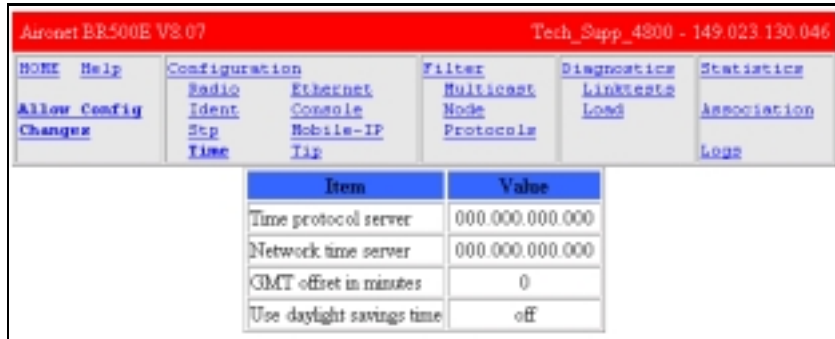 Aironet BR500E V8.07 Tech_Supp_4800 - 149.023.130.046
HOME Help Configuration Filter Diagnostics Statistics
Radio Ethernet Multicast Linktests
Allow Config Ident Console Node Load Association
Changes Stp Mobile-IP Protocols
Time Tip Logs
Item Value
Time protocol server 000.000.000.000
Network time server 000.000.000.000
GMT offset in minutes 0
Use daylight savings time off